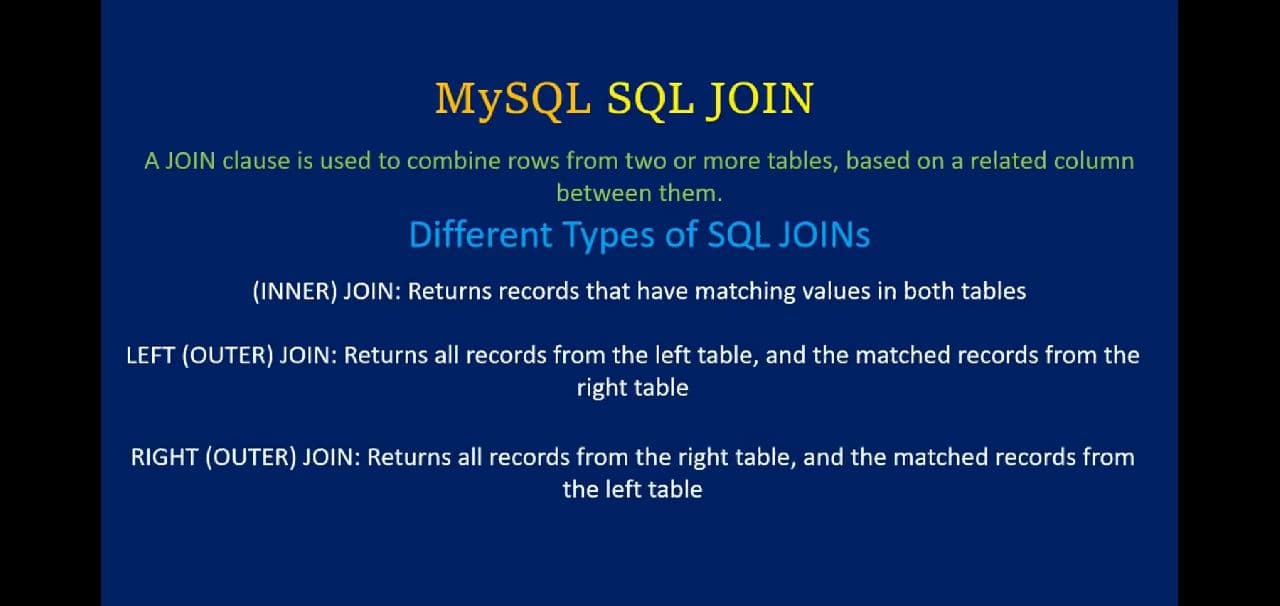 MySQL SQL JOIN
A JOIN clause is used to combine rows from two or more tables, based on a related column
between them.
Different Types of SQL JOINs
(INNER) JOIN: Returns records that have matching values in both tables
LEFT (OUTER) JOIN: Returns all records from the left table, and the matched records from the
right table
RIGHT (OUTER) JOIN: Returns all records from the right table, and the matched records from
the left table